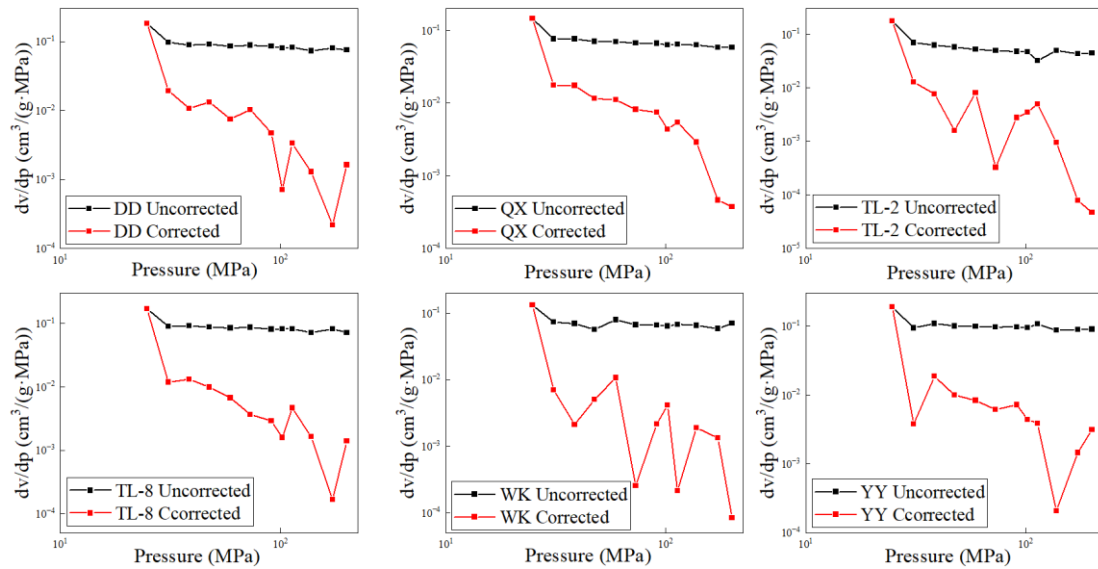 dv/dp (cm³/(g·MPa))
10⁻¹
10⁻²
10⁻³
10⁻⁴
DD Uncorrected
DD Corrected
10¹
10²
Pressure (MPa)
dv/dp (cm³/(g·MPa))
10⁻¹
10⁻²
10⁻³
10⁻⁴
QX Uncorrected
QX Corrected
10¹
10²
Pressure (MPa)
dv/dp (cm³/(g·MPa))
10⁻¹
10⁻²
10⁻³
10⁻⁴
10⁻⁵
TL-2 Uncorrected
TL-2 Ccorrected
10¹
10²
Pressure (MPa)
dv/dp (cm³/(g·MPa))
10⁻¹
10⁻²
10⁻³
10⁻⁴
TL-8 Uncorrected
TL-8 Ccorrected
10¹
10²
Pressure (MPa)
dv/dp (cm³/(g·MPa))
10⁻¹
10⁻²
10⁻³
10⁻⁴
WK Uncorrected
WK Corrected
10¹
10²
Pressure (MPa)
dv/dp (cm³/(g·MPa))
10⁻¹
10⁻²
10⁻³
10⁻⁴
YY Uncorrected
YY Ccorrected
10¹
10²
Pressure (MPa)